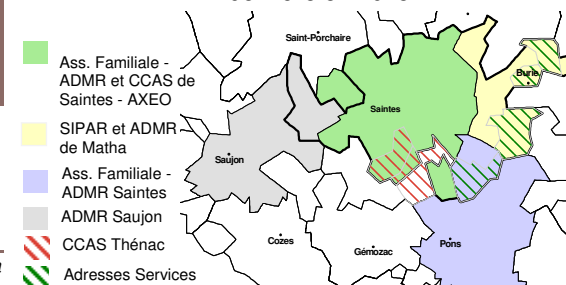 Ass. Familiale -
ADMR et CCAS de
Saintes - AXEO
SIPAR et ADMR
de Matha
Ass. Familiale -
ADMR Saintes
ADMR Saujon
CCAS Thénac
Adresses Services
Saint-Porchaire
Burie
Saintes
Saujon
Cozes
Gémozac
Pons